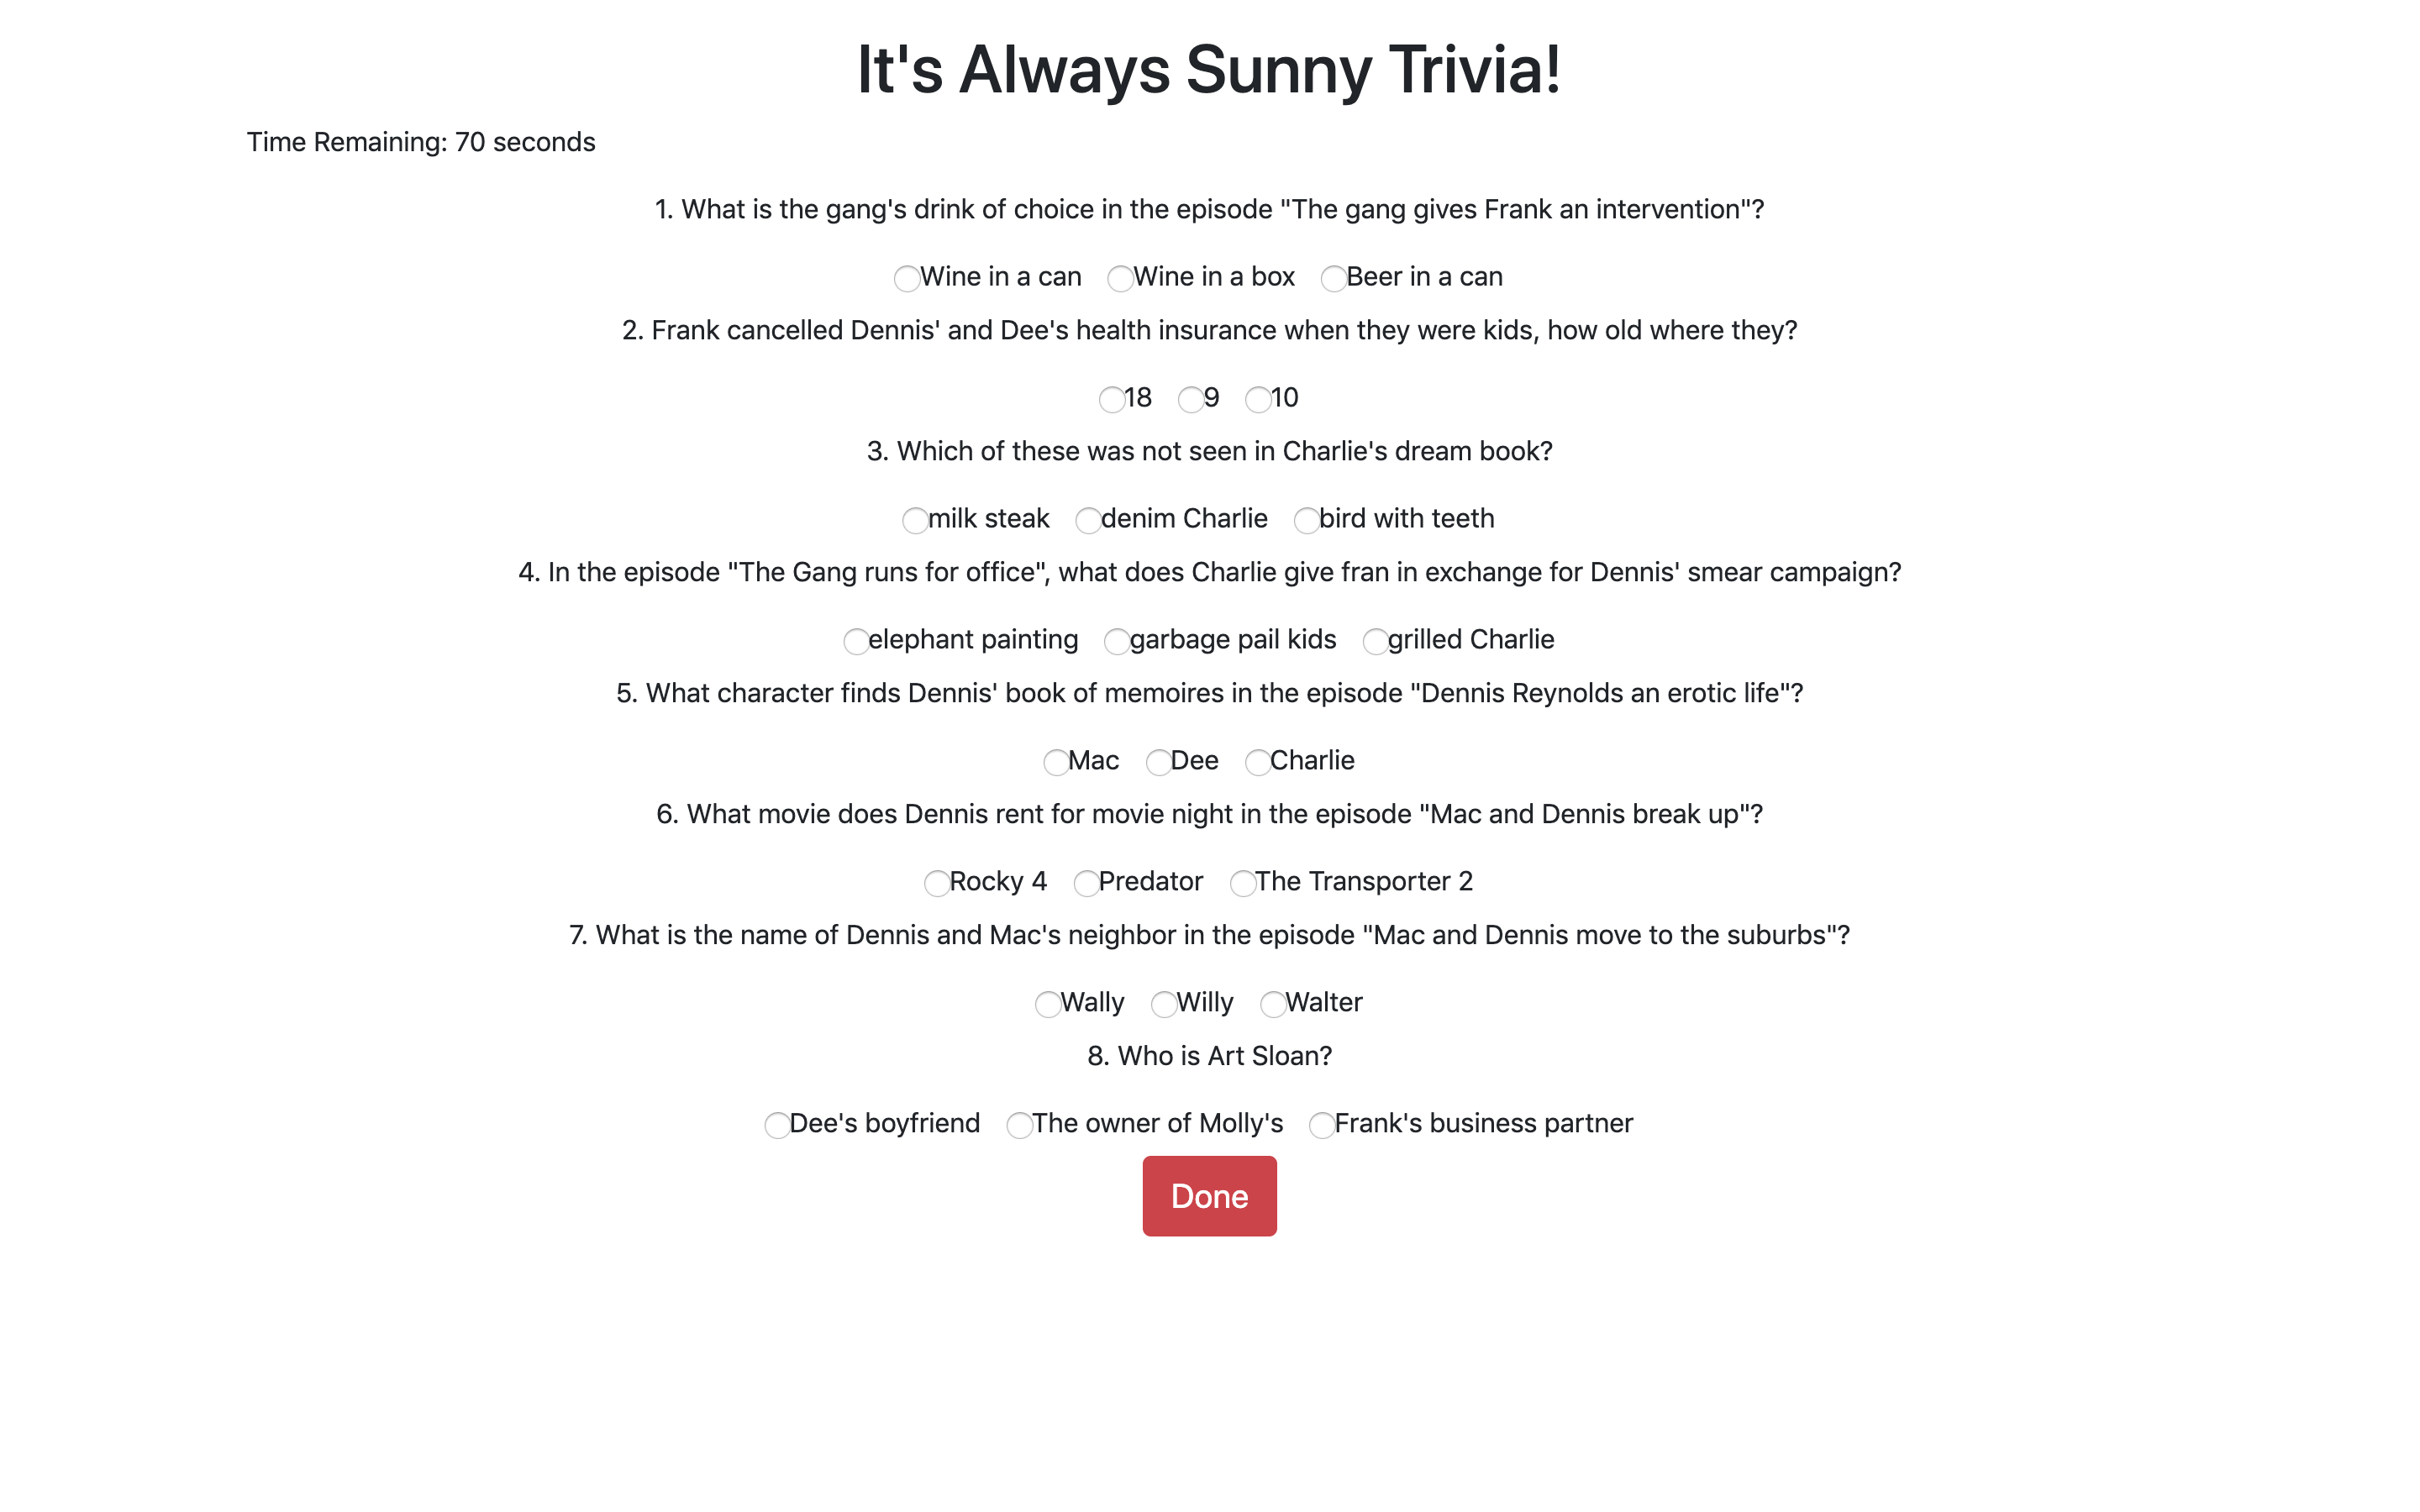 It's Always Sunny Trivia!
Time Remaining: 70 seconds
1. What is the gang's drink of choice in the episode "The gang gives Frank an intervention"?
Wine in a can Wine in a box Beer in a can
2. Frank cancelled Dennis' and Dee's health insurance when they were kids, how old where they?
18 9 10
3. Which of these was not seen in Charlie's dream book?
milk steak denim Charlie bird with teeth
4. In the episode "The Gang runs for office", what does Charlie give fran in exchange for Dennis' smear campaign?
elephant painting garbage pail kids grilled Charlie
5. What character finds Dennis' book of memoires in the episode "Dennis Reynolds an erotic life"?
Mac Dee Charlie
6. What movie does Dennis rent for movie night in the episode "Mac and Dennis break up"?
Rocky 4 Predator The Transporter 2
7. What is the name of Dennis and Mac's neighbor in the episode "Mac and Dennis move to the suburbs"?
Wally Willy Walter
8. Who is Art Sloan?
Dee's boyfriend The owner of Molly's Frank's business partner
Done